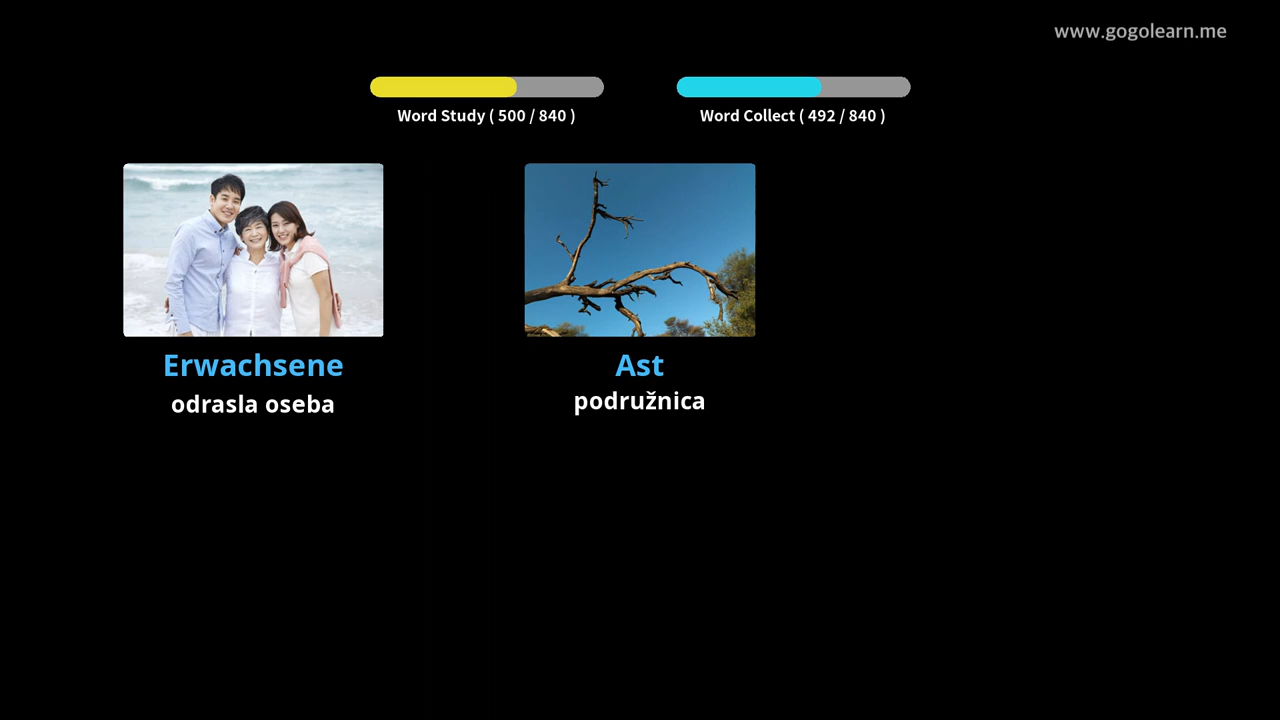 www.gogolearn.me
Word Study ( 500 / 840 )
Word Collect ( 492 / 840 )
Erwachsene
odrasla oseba
Ast
podružnica